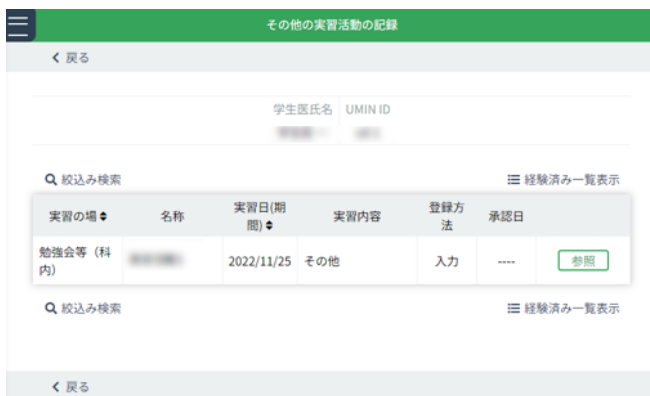 その他の実習活動の記録
戻る
学生医氏名 UMIN ID
絞込み検索 経験済み一覧表示
実習の場 名称 実習日(期間) 実習内容 登録方法 承認日
勉強会等（科内） 2022/11/25 その他 入力 ---- 参照
絞込み検索 経験済み一覧表示
戻る